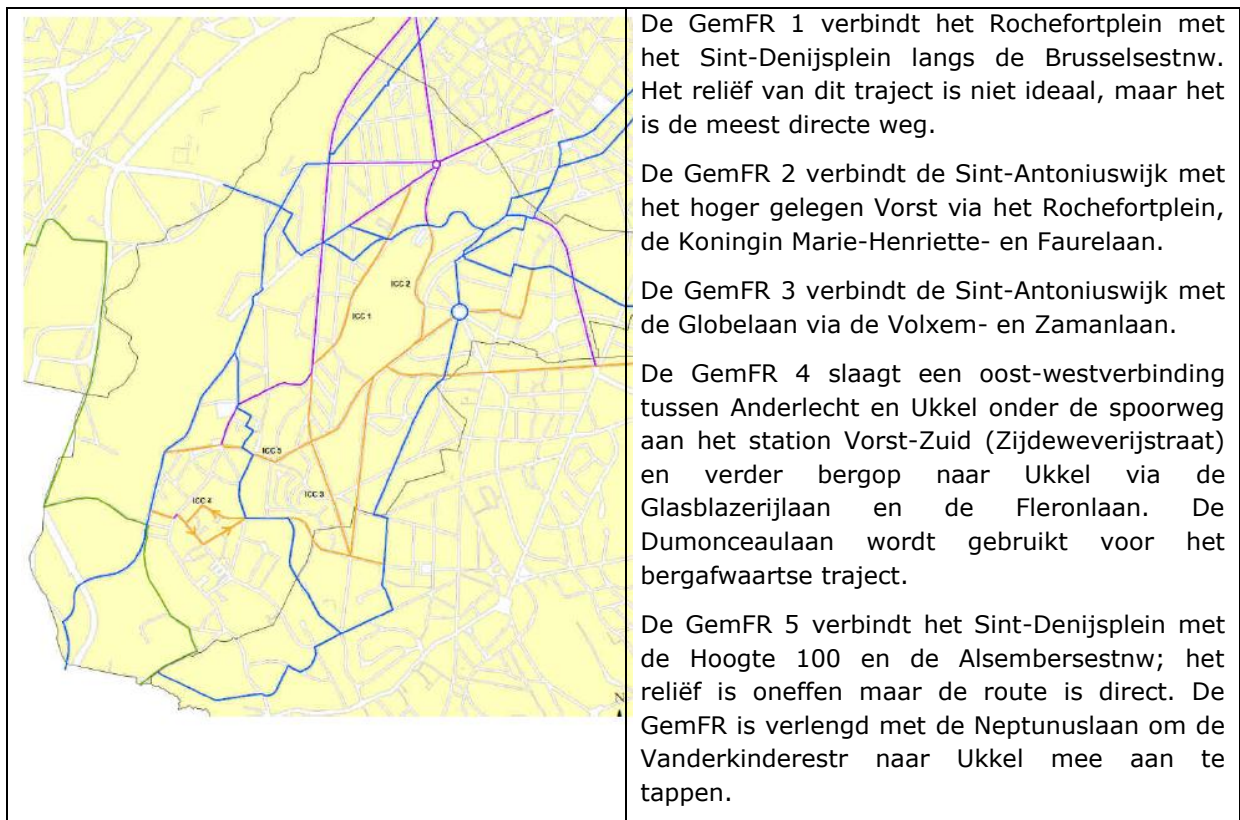 ICC 2
ICC 1
ICC 5
ICC 3
ICC 4
N
De GemFR 1 verbindt het Rochefortplein met
het Sint-Denijsplein langs de Brusselsestnw.
Het reliëf van dit traject is niet ideaal, maar het
is de meest directe weg.
De GemFR 2 verbindt de Sint-Antoniuswijk met
het hoger gelegen Vorst via het Rochefortplein,
de Koningin Marie-Henriette- en Faurelaan.
De GemFR 3 verbindt de Sint-Antoniuswijk met
de Globelaan via de Volxem- en Zamanlaan.
De GemFR 4 slaagt een oost-westverbinding
tussen Anderlecht en Ukkel onder de spoorweg
aan het station Vorst-Zuid (Zijdeweverijstraat)
en verder bergop naar Ukkel via de
Glasblazerijlaan en de Fleronlaan. De
Dumonceaulaan wordt gebruikt voor het
bergafwaartse traject.
De GemFR 5 verbindt het Sint-Denijsplein met
de Hoogte 100 en de Alsembersestnw; het
reliëf is oneffen maar de route is direct. De
GemFR is verlengd met de Neptunuslaan om de
Vanderkinderestr naar Ukkel mee aan te
tappen.